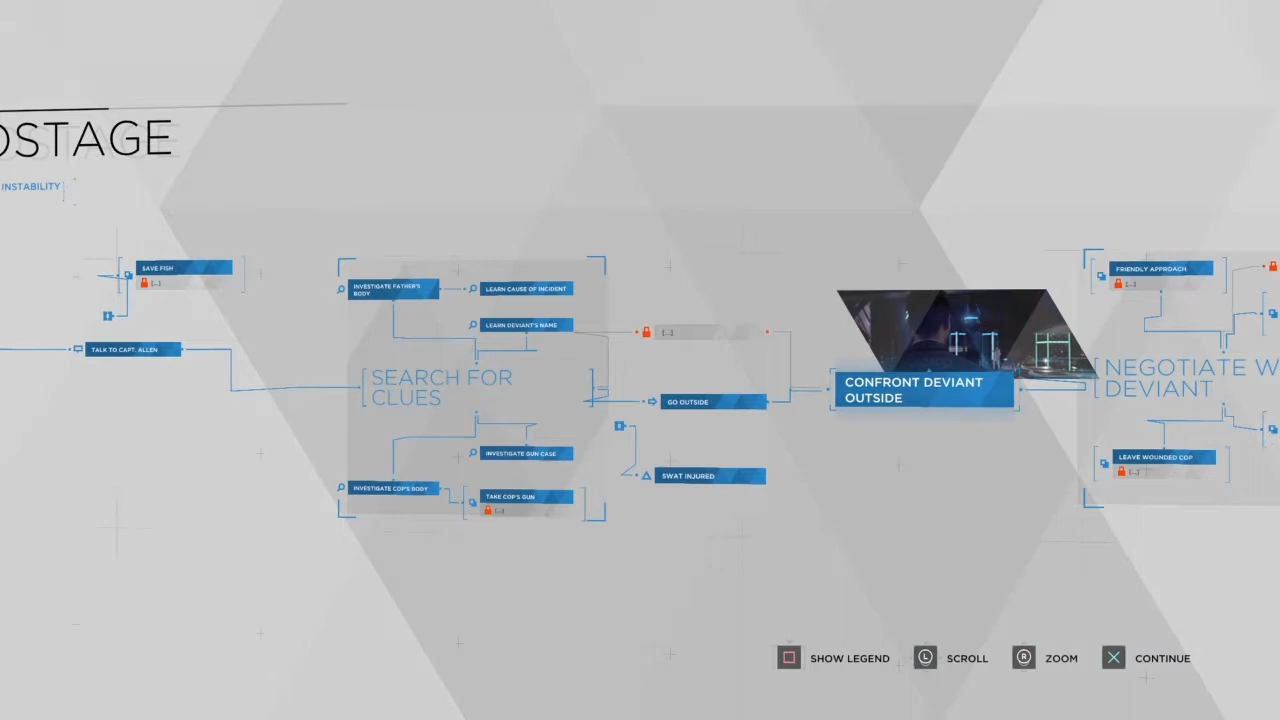 OSTAGE
INSTABILITY
SAVE FISH
[...]
TALK TO CAPT. ALLEN
INVESTIGATE FATHER'S
BODY
LEARN CAUSE OF INCIDENT
LEARN DEVIANT'S NAME
SEARCH FOR
CLUES
INVESTIGATE GUN CASE
INVESTIGATE COP'S BODY
TAKE COP'S GUN
[...]
[...]
GO OUTSIDE
SWAT INJURED
CONFRONT DEVIANT
OUTSIDE
FRIENDLY APPROACH
[...]
NEGOTIATE W
DEVIANT
LEAVE WOUNDED COP
[...]
SHOW LEGEND
L
SCROLL
R
ZOOM
CONTINUE